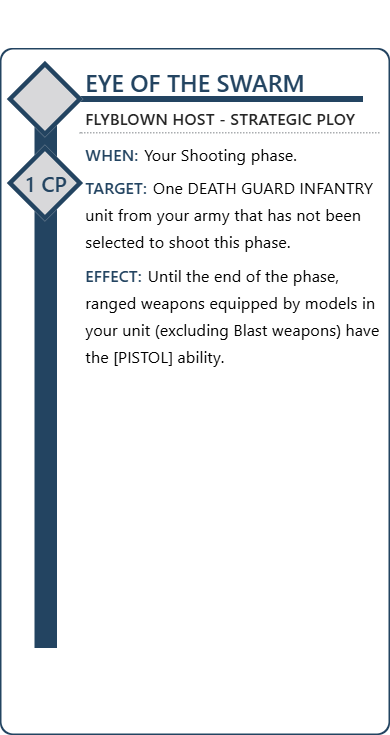 EYE OF THE SWARM
FLYBLOWN HOST - STRATEGIC PLOY
WHEN: Your Shooting phase.
1 CP
TARGET: One DEATH GUARD INFANTRY
unit from your army that has not been
selected to shoot this phase.
EFFECT: Until the end of the phase,
ranged weapons equipped by models in
your unit (excluding Blast weapons) have
the [PISTOL] ability.